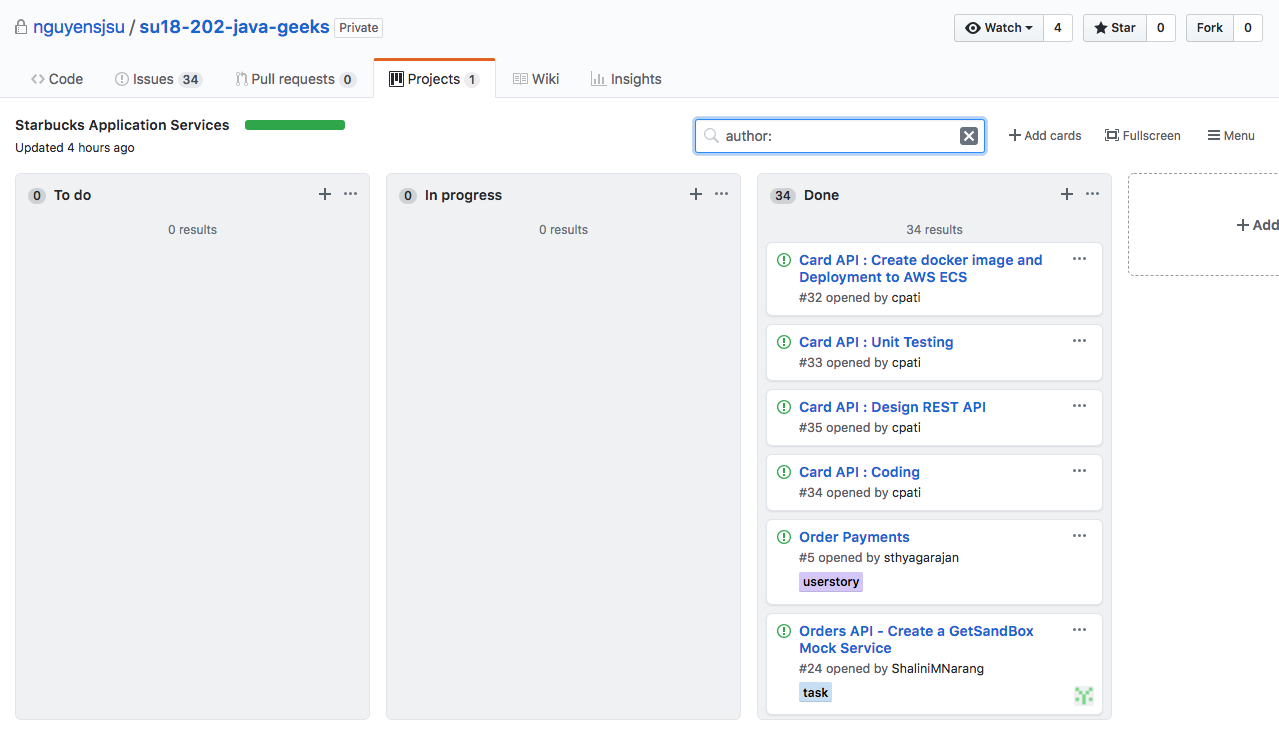 nguyensjsu / su18-202-java-geeks Private
Watch 4 Star 0 Fork 0
Code Issues 34 Pull requests 0 Projects 1 Wiki Insights
Starbucks Application Services
Updated 4 hours ago
author:
Add cards Fullscreen Menu
0 To do
0 results
0 In progress
0 results
34 Done
34 results
Card API : Create docker image and
Deployment to AWS ECS
#32 opened by cpati
Card API : Unit Testing
#33 opened by cpati
Card API : Design REST API
#35 opened by cpati
Card API : Coding
#34 opened by cpati
Order Payments
#5 opened by sthyagarajan
userstory
Orders API - Create a GetSandBox
Mock Service
#24 opened by ShaliniMNarang
task
Add